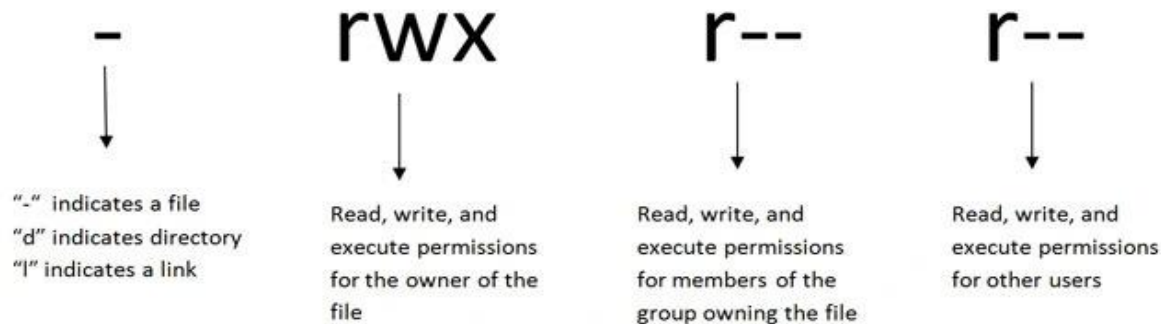 -
rwx
r--
r--
“-“ indicates a file
“d” indicates directory
“l” indicates a link
Read, write, and
execute permissions
for the owner of the
file
Read, write, and
execute permissions
for members of the
group owning the file
Read, write, and
execute permissions
for other users